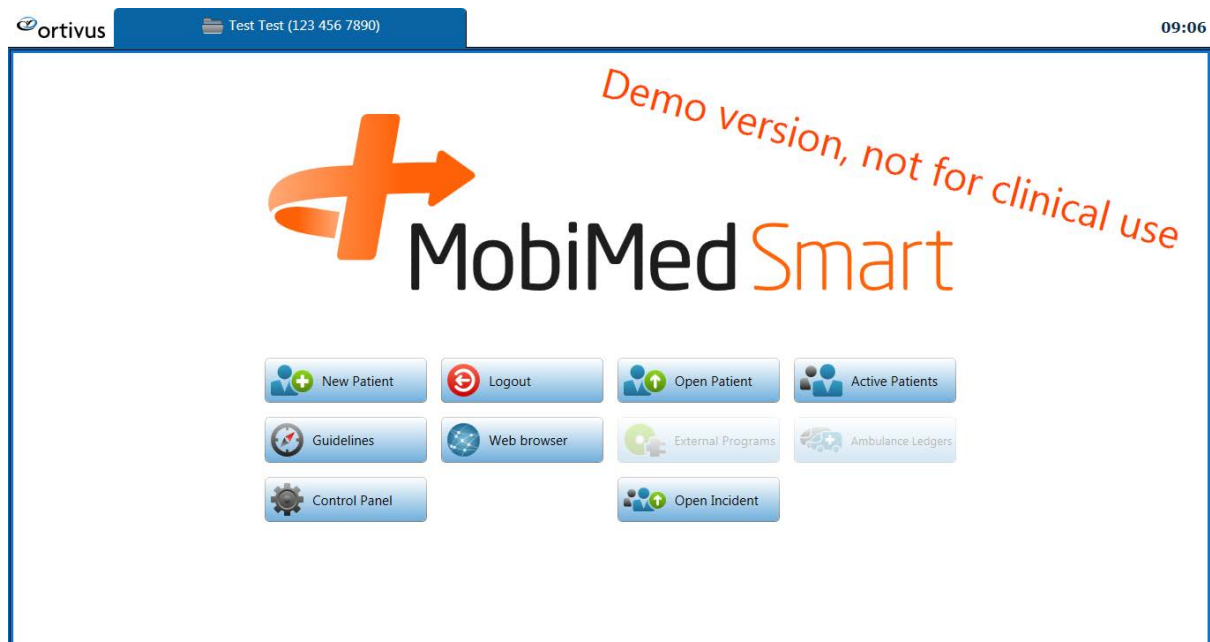 ortivus
Test Test (123 456 7890)
09:06
Demo version, not for clinical use
MobiMed Smart
New Patient
Logout
Open Patient
Active Patients
Guidelines
Web browser
External Programs
Ambulance Ledgers
Control Panel
Open Incident